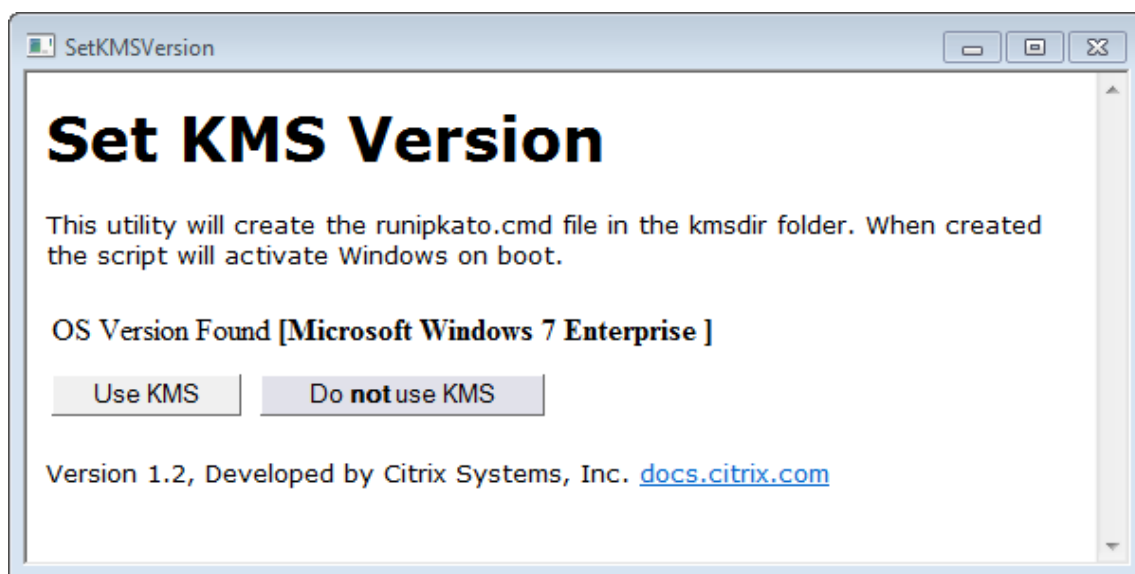 SetKMSVersion
Set KMS Version
This utility will create the runipkato.cmd file in the kmsdir folder. When created
the script will activate Windows on boot.
OS Version Found [Microsoft Windows 7 Enterprise ]
Use KMS Do not use KMS
Version 1.2, Developed by Citrix Systems, Inc. docs.citrix.com